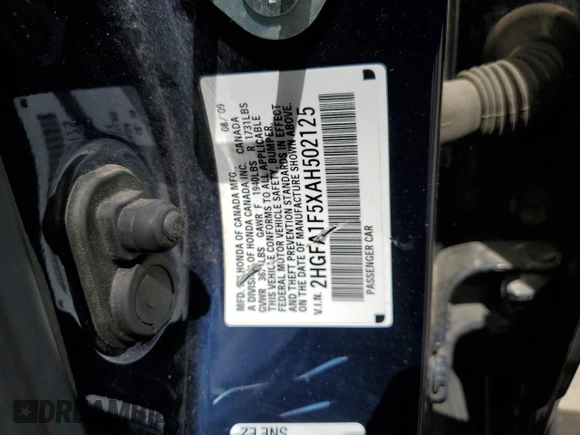 MFD. BY HONDA OF CANADA MFG., 08/09
A DIVISION OF HONDA CANADA INC. CANADA
GVWR LBS GAWR F 1940LBS R 1731LBS
THIS VEHICLE CONFORMS TO ALL APPLICABLE
FEDERAL MOTOR VEHICLE SAFETY, BUMPER,
AND THEFT PREVENTION STANDARDS IN EFFECT
ON THE DATE OF MANUFACTURE SHOWN ABOVE.
V.I.N. 2HGFA1F5XAH502125
PASSENGER CAR
SNE EZ